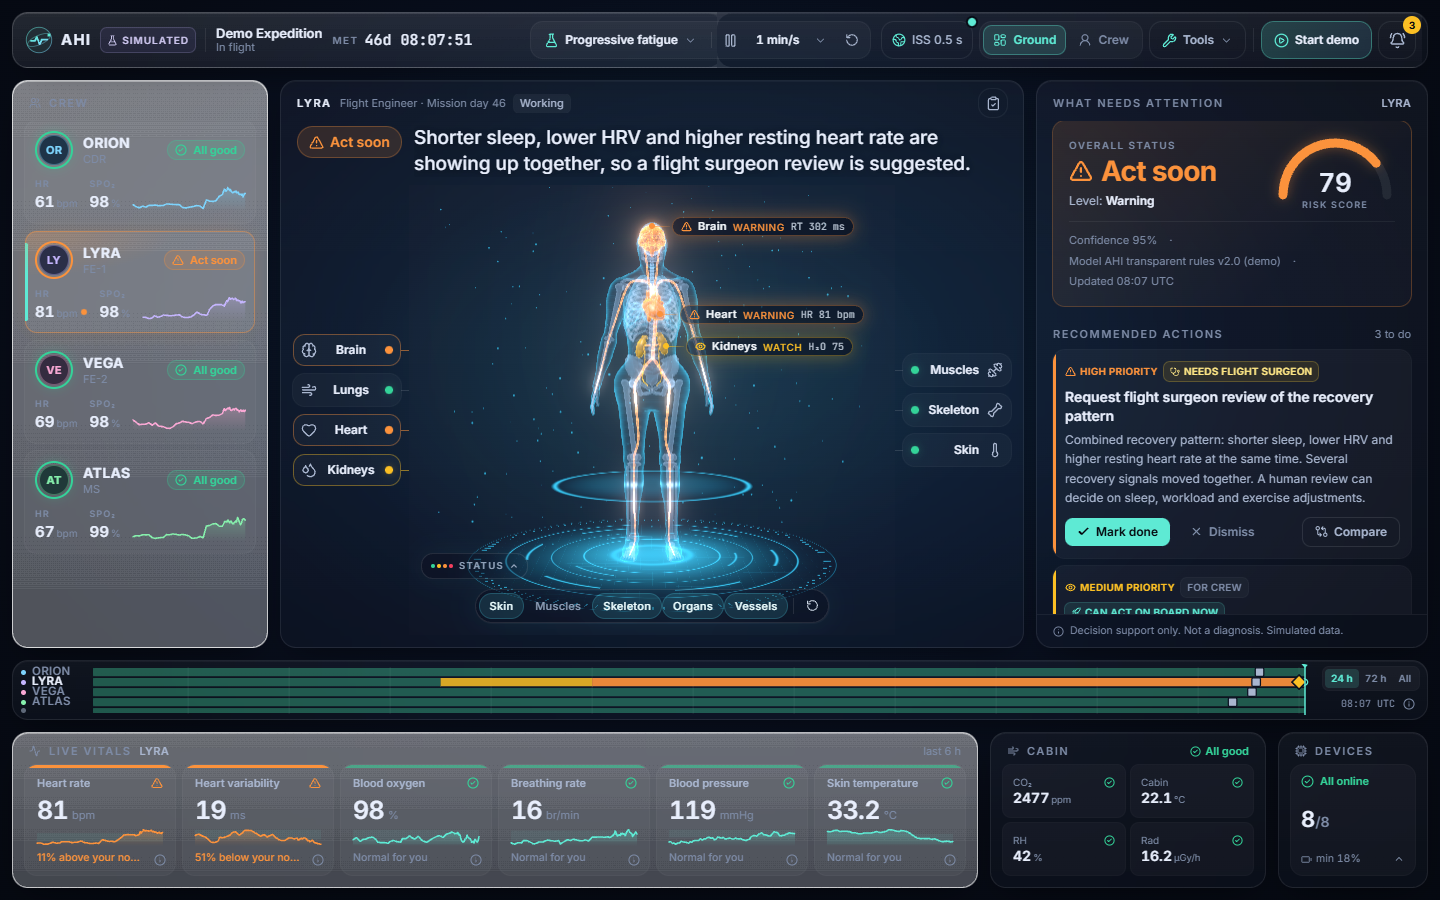 AHI
SIMULATED
Demo Expedition
In flight
MET 46d 08:07:51
Progressive fatigue
1 min/s
ISS 0.5 s
Ground
Crew
Tools
Start demo
3
CREW
OR
ORION
CDR
All good
HR
61 bpm
SPO₂
98 %
LY
LYRA
FE-1
Act soon
HR
81 bpm
SPO₂
98 %
VE
VEGA
FE-2
All good
HR
69 bpm
SPO₂
98 %
AT
ATLAS
MS
All good
HR
67 bpm
SPO₂
99 %
LYRA Flight Engineer · Mission day 46 Working
Act soon
Shorter sleep, lower HRV and higher resting heart rate are
showing up together, so a flight surgeon review is suggested.
Brain WARNING RT 302 ms
Heart WARNING HR 81 bpm
Kidneys WATCH H₂O 75
Brain
Lungs
Heart
Kidneys
Muscles
Skeleton
Skin
STATUS
Skin
Muscles
Skeleton
Organs
Vessels
WHAT NEEDS ATTENTION
LYRA
OVERALL STATUS
Act soon
Level: Warning
79
RISK SCORE
Confidence 95% ·
Model AHI transparent rules v2.0 (demo) ·
Updated 08:07 UTC
RECOMMENDED ACTIONS
3 to do
HIGH PRIORITY
NEEDS FLIGHT SURGEON
Request flight surgeon review of the recovery
pattern
Combined recovery pattern: shorter sleep, lower HRV and
higher resting heart rate at the same time. Several
recovery signals moved together. A human review can
decide on sleep, workload and exercise adjustments.
Mark done
Dismiss
Compare
MEDIUM PRIORITY
FOR CREW
CAN ACT ON BOARD NOW
Decision support only. Not a diagnosis. Simulated data.
ORION
LYRA
VEGA
ATLAS
24 h
72 h
All
08:07 UTC
LIVE VITALS LYRA
last 6 h
Heart rate
81 bpm
11% above your no...
Heart variability
19 ms
51% below your no...
Blood oxygen
98 %
Normal for you
Breathing rate
16 br/min
Normal for you
Blood pressure
119 mmHg
Normal for you
Skin temperature
33.2 °C
Normal for you
CABIN
All good
CO₂
2477 ppm
Cabin
22.1 °C
RH
42 %
Rad
16.2 µGy/h
DEVICES
All online
8/8
min 18%